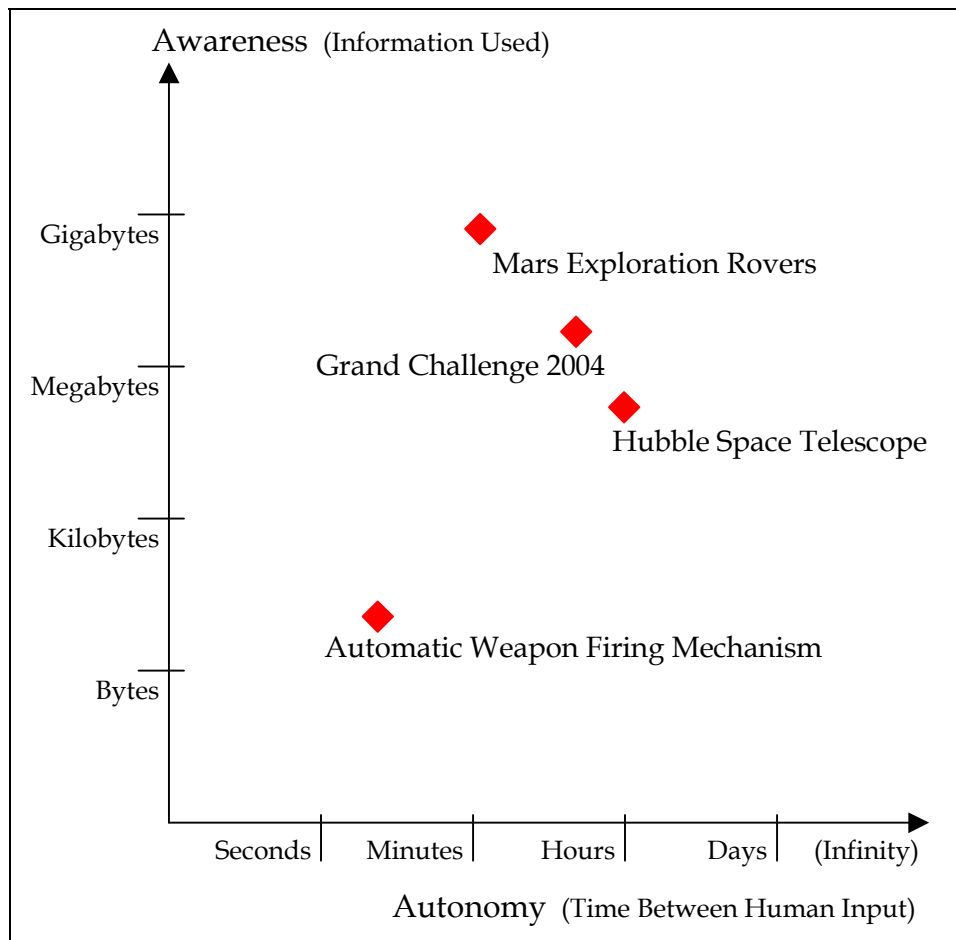 Awareness (Information Used)
Gigabytes
Mars Exploration Rovers
Grand Challenge 2004
Megabytes
Hubble Space Telescope
Kilobytes
Automatic Weapon Firing Mechanism
Bytes
Seconds Minutes Hours Days (Infinity)
Autonomy (Time Between Human Input)